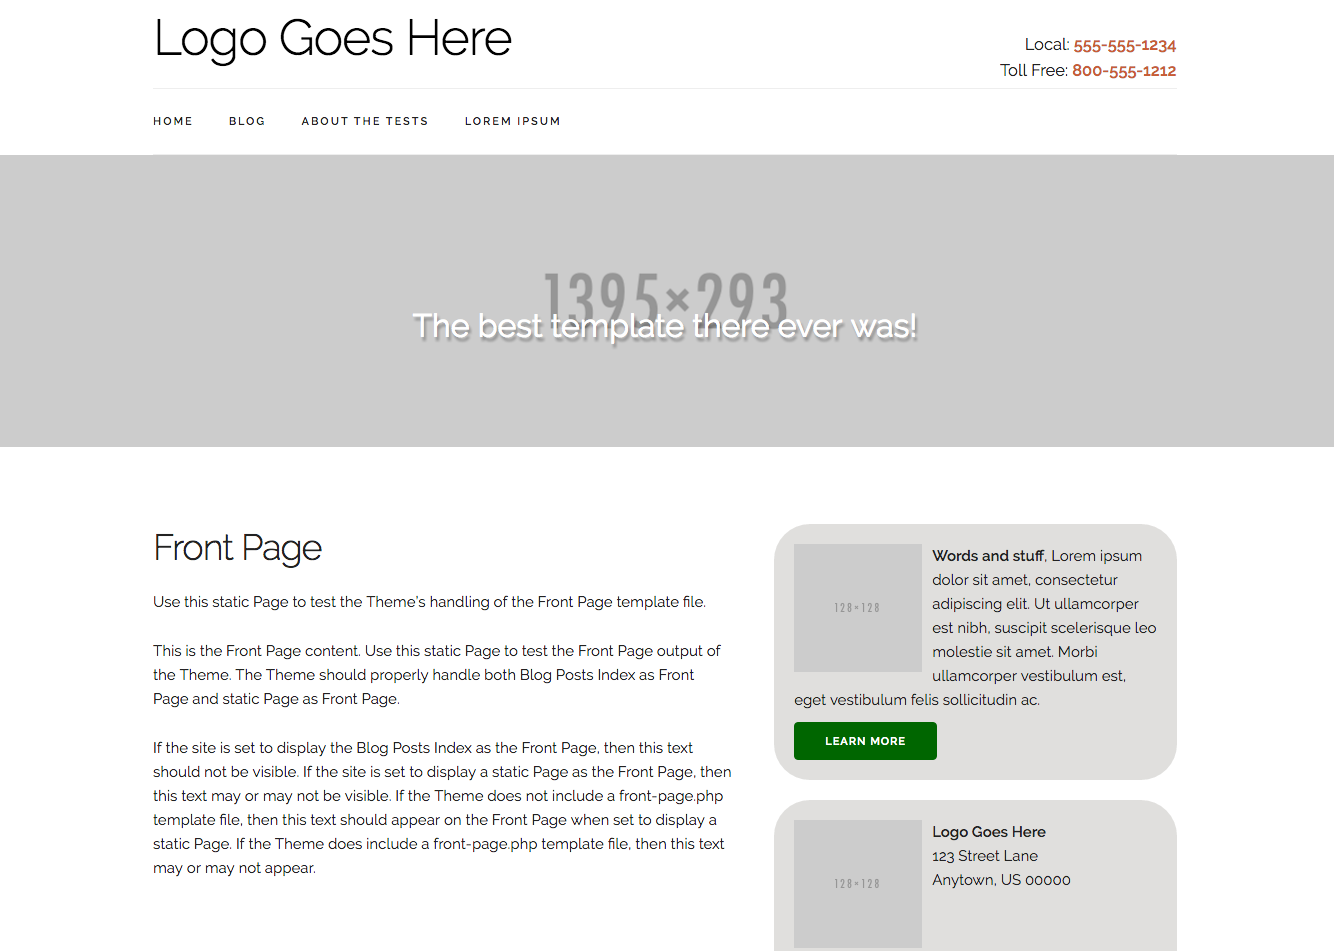 Logo Goes Here
Local: 555-555-1234
Toll Free: 800-555-1212
HOME BLOG ABOUT THE TESTS LOREM IPSUM
1395×293
The best template there ever was!
Front Page
Use this static Page to test the Theme's handling of the Front Page template file.
This is the Front Page content. Use this static Page to test the Front Page output of
the Theme. The Theme should properly handle both Blog Posts Index as Front
Page and static Page as Front Page.
If the site is set to display the Blog Posts Index as the Front Page, then this text
should not be visible. If the site is set to display a static Page as the Front Page, then
this text may or may not be visible. If the Theme does not include a front-page.php
template file, then this text should appear on the Front Page when set to display a
static Page. If the Theme does include a front-page.php template file, then this text
may or may not appear.
128×128
Words and stuff, Lorem ipsum
dolor sit amet, consectetur
adipiscing elit. Ut ullamcorper
est nibh, suscipit scelerisque leo
molestie sit amet. Morbi
ullamcorper vestibulum est,
eget vestibulum felis sollicitudin ac.
LEARN MORE
128×128
Logo Goes Here
123 Street Lane
Anytown, US 00000